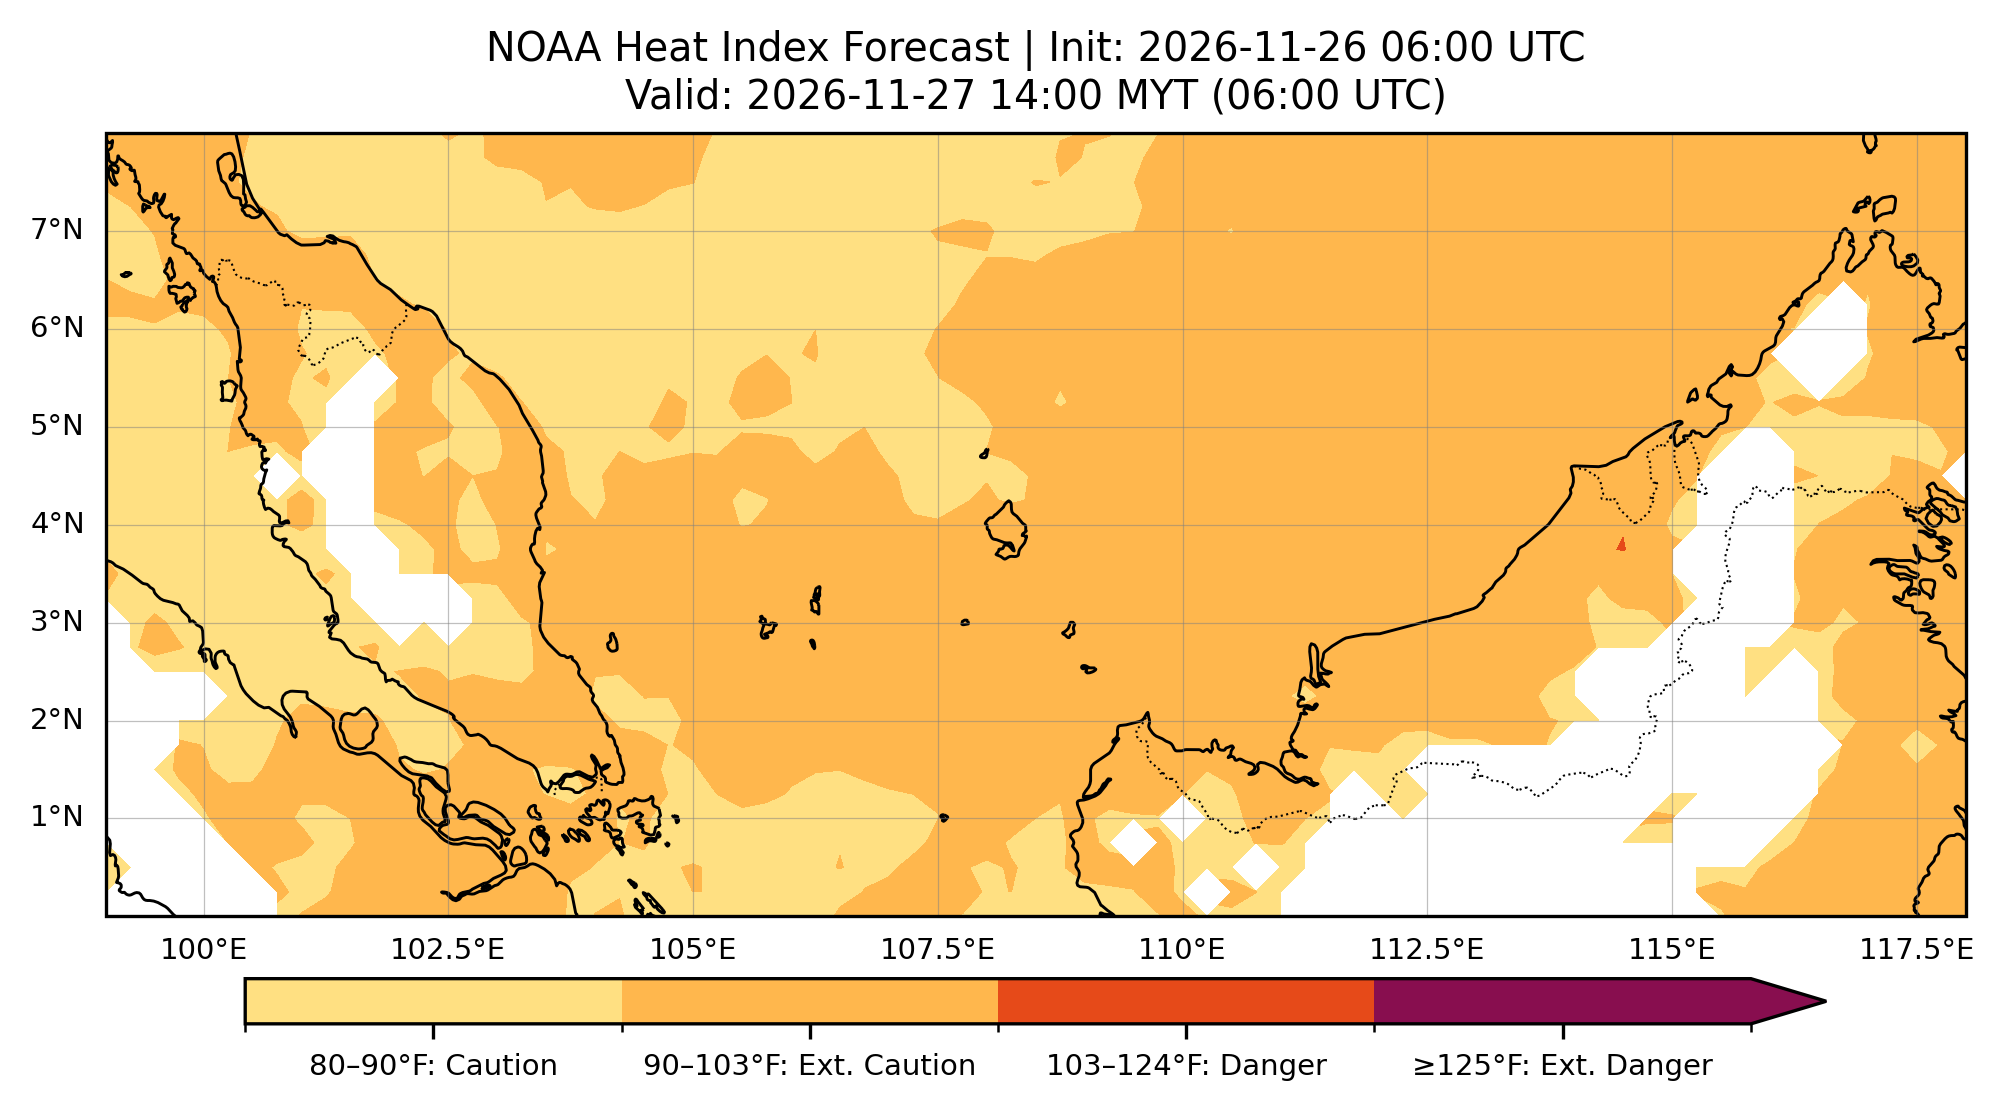 NOAA Heat Index Forecast | Init: 2026-11-26 06:00 UTC
Valid: 2026-11-27 14:00 MYT (06:00 UTC)
7°N
6°N
5°N
4°N
3°N
2°N
1°N
100°E
102.5°E
105°E
107.5°E
110°E
112.5°E
115°E
117.5°E
80–90°F: Caution
90–103°F: Ext. Caution
103–124°F: Danger
≥125°F: Ext. Danger